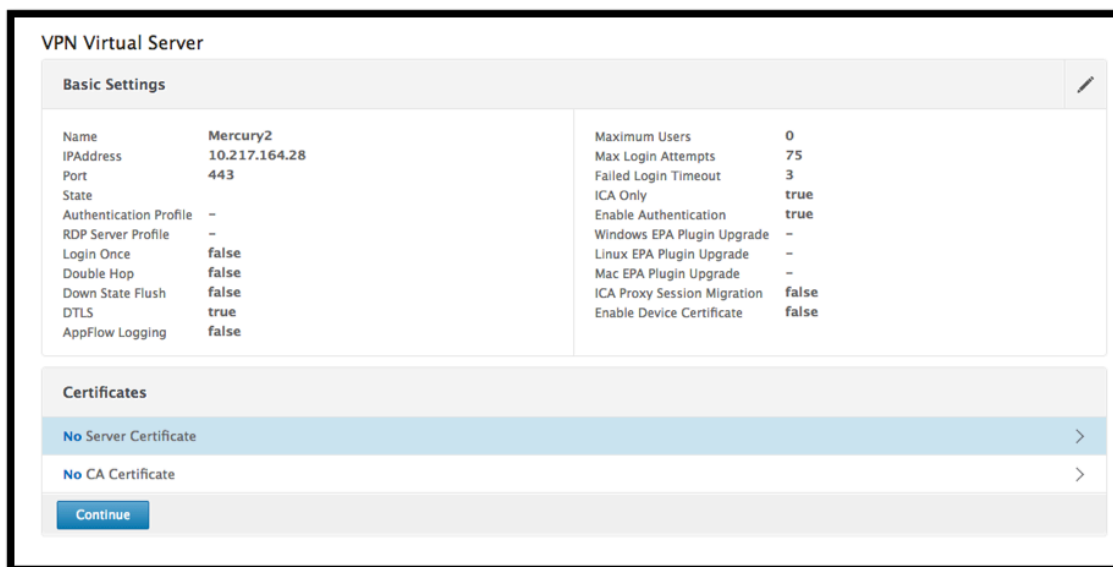 VPN Virtual Server
Basic Settings
Name Mercury2
IPAddress 10.217.164.28
Port 443
State
Authentication Profile –
RDP Server Profile –
Login Once false
Double Hop false
Down State Flush false
DTLS true
AppFlow Logging false
Maximum Users 0
Max Login Attempts 75
Failed Login Timeout 3
ICA Only true
Enable Authentication true
Windows EPA Plugin Upgrade –
Linux EPA Plugin Upgrade –
Mac EPA Plugin Upgrade –
ICA Proxy Session Migration false
Enable Device Certificate false
Certificates
No Server Certificate
No CA Certificate
Continue